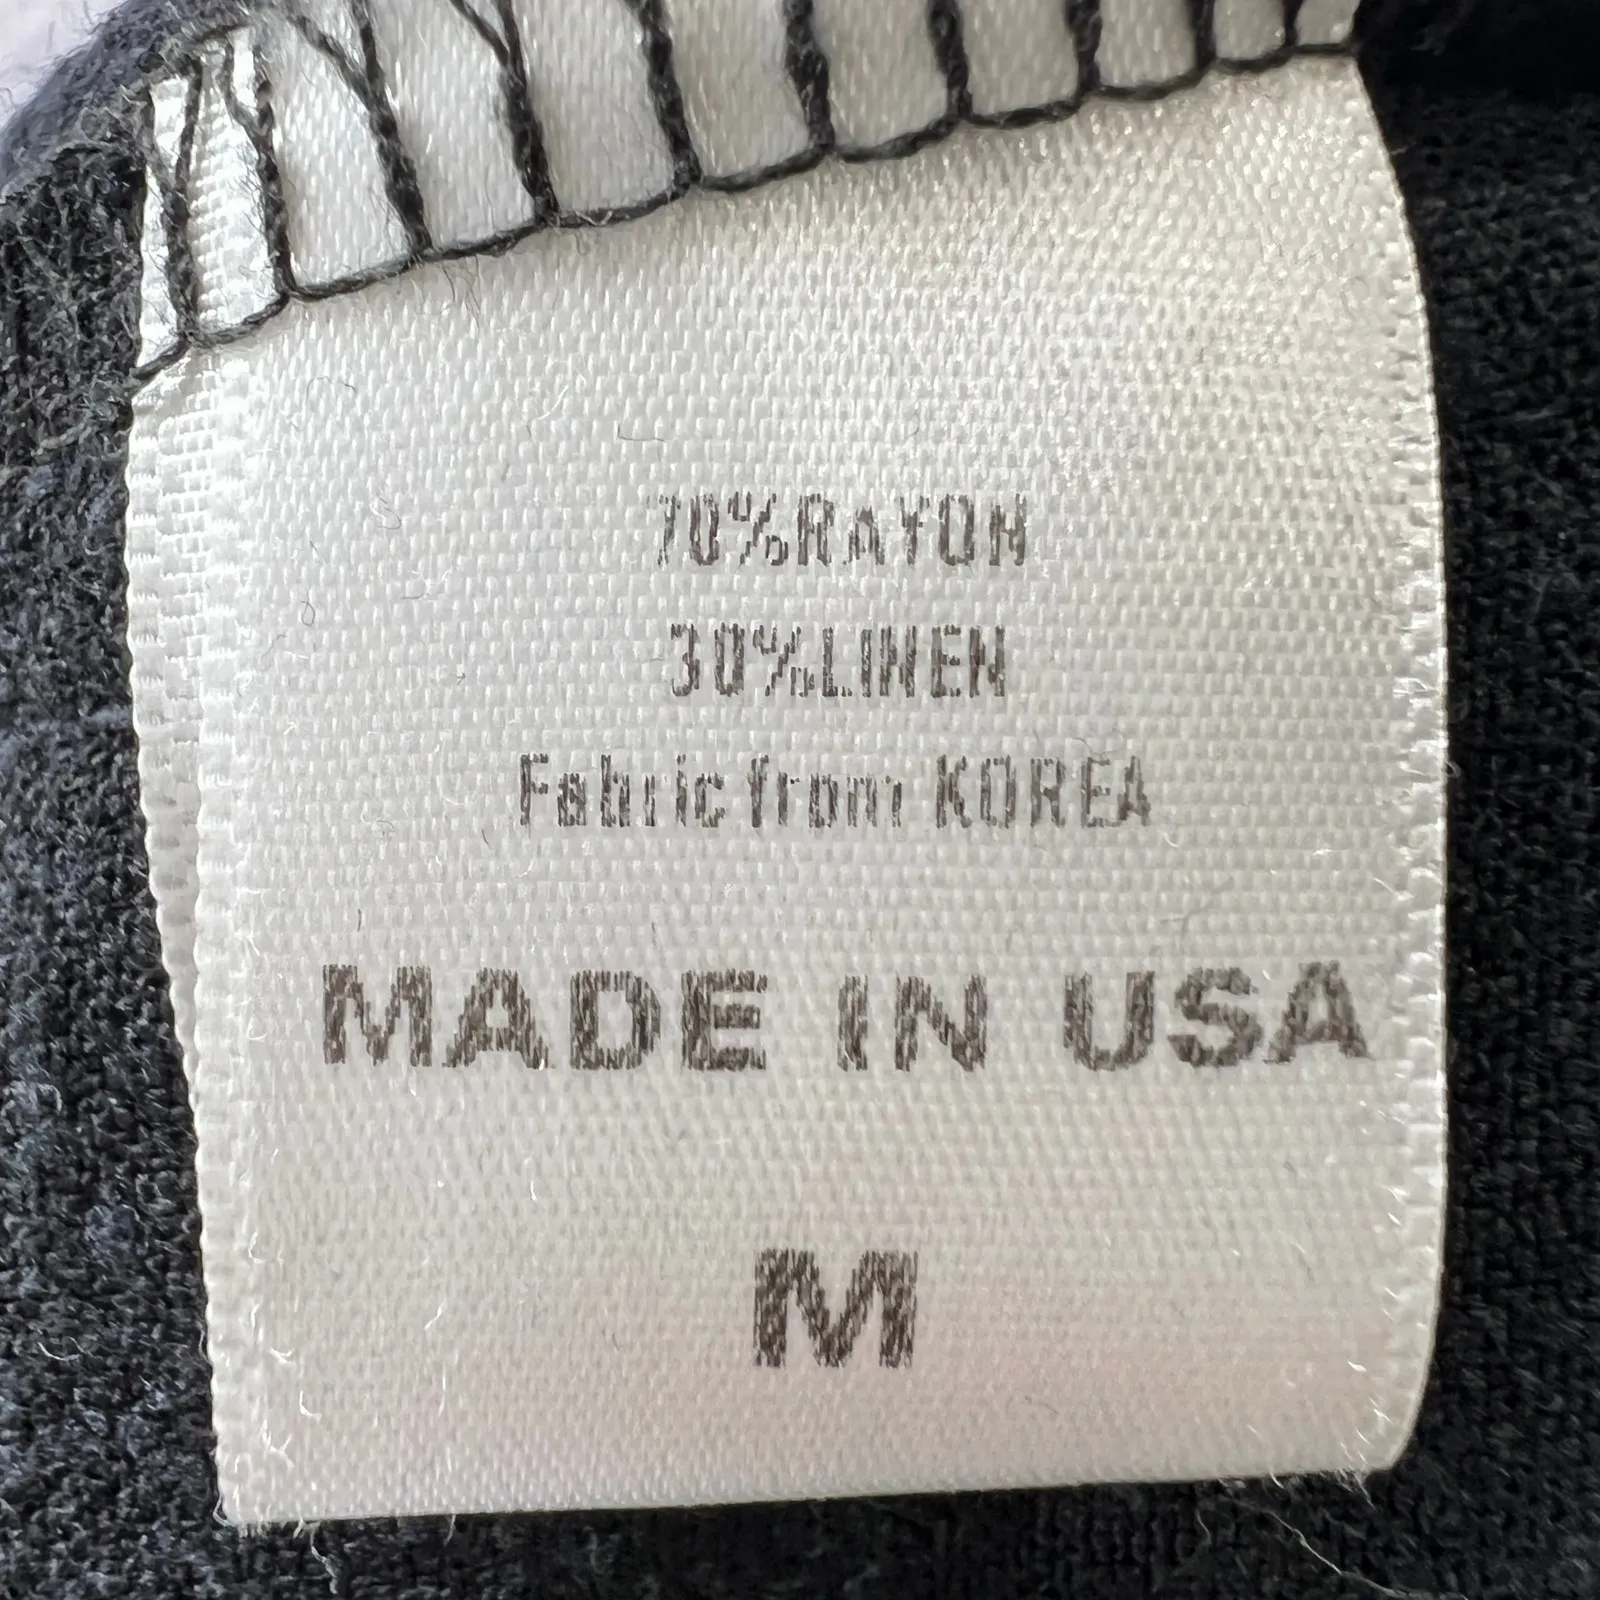 70%RAYON
30%LINEN
Fabric from KOREA
MADE IN USA
M